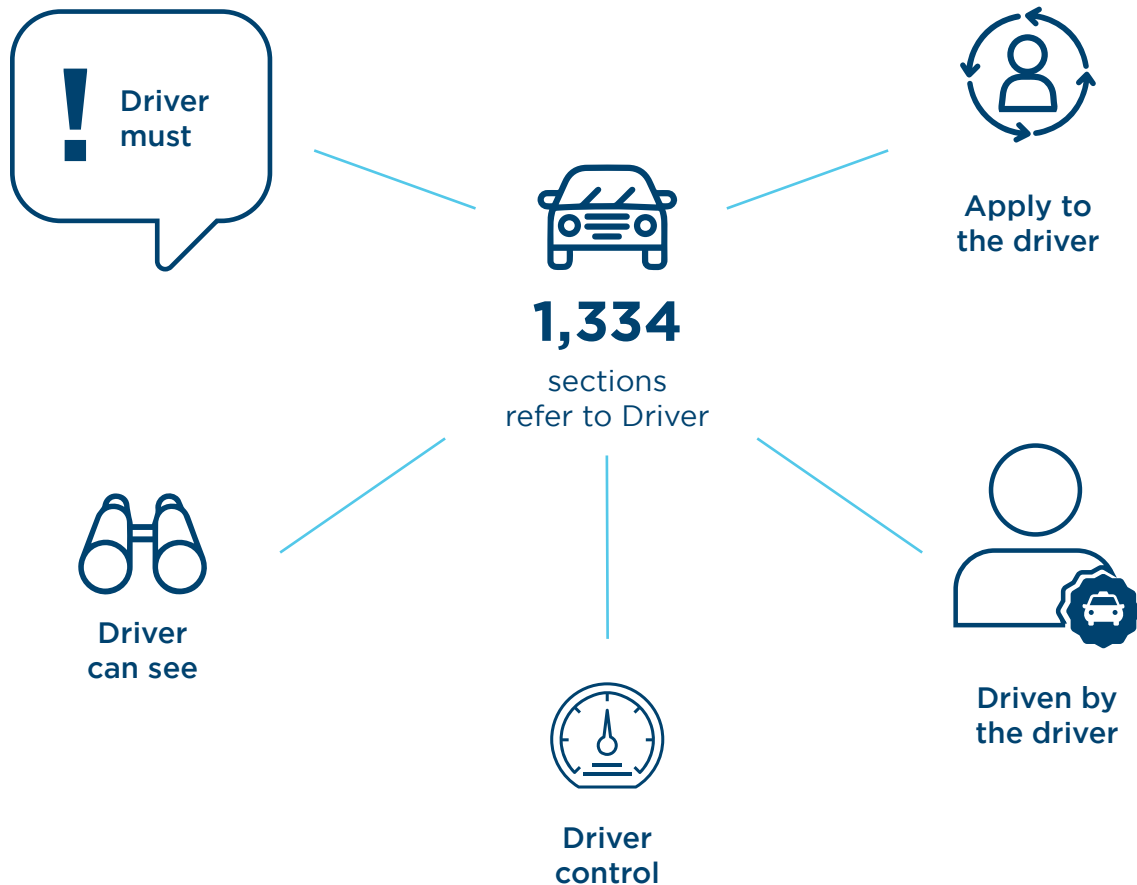 !
Driver
must
Apply to
the driver
1,334
sections
refer to Driver
Driver
can see
Driven by
the driver
Driver
control